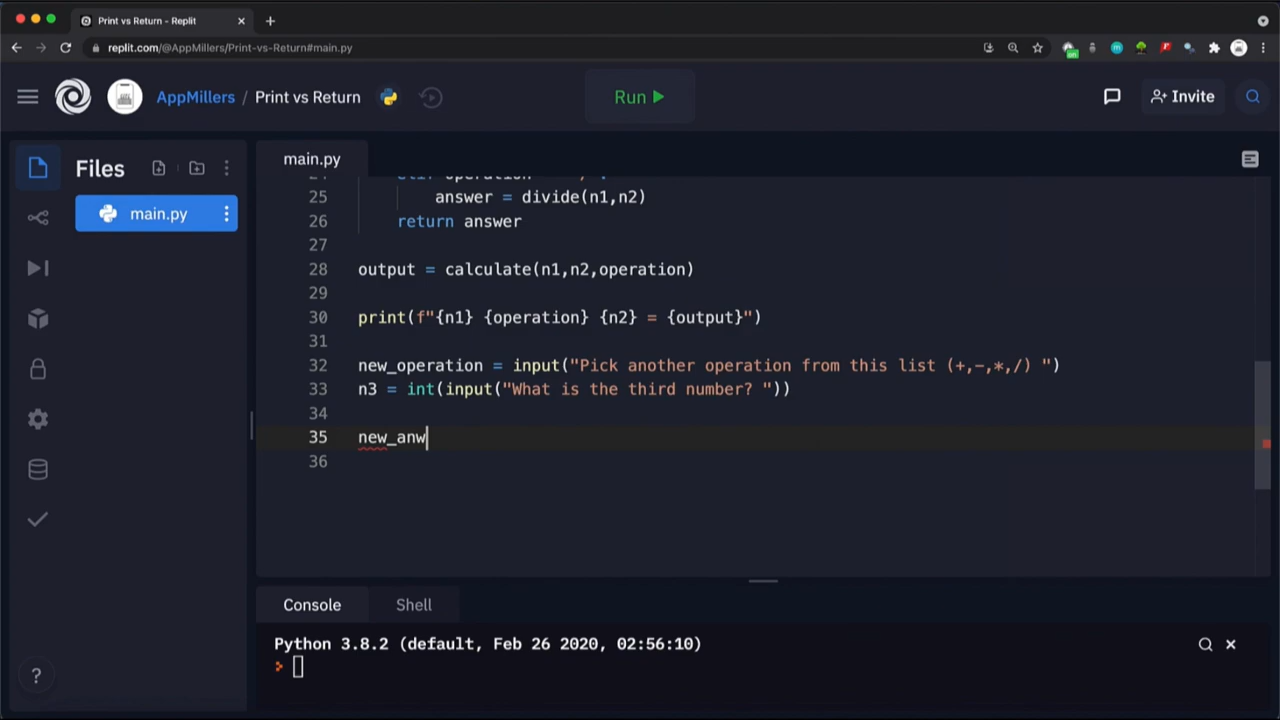 Print vs Return - Replit
replit.com/@AppMillers/Print-vs-Return#main.py
AppMillers / Print vs Return
Run
Invite
Files
main.py
main.py
25 answer = divide(n1,n2)
26 return answer
27
28 output = calculate(n1,n2,operation)
29
30 print(f"{n1} {operation} {n2} = {output}")
31
32 new_operation = input("Pick another operation from this list (+,-,*,/) ")
33 n3 = int(input("What is the third number? "))
34
35 new_anw
36
Console Shell
Python 3.8.2 (default, Feb 26 2020, 02:56:10)
?